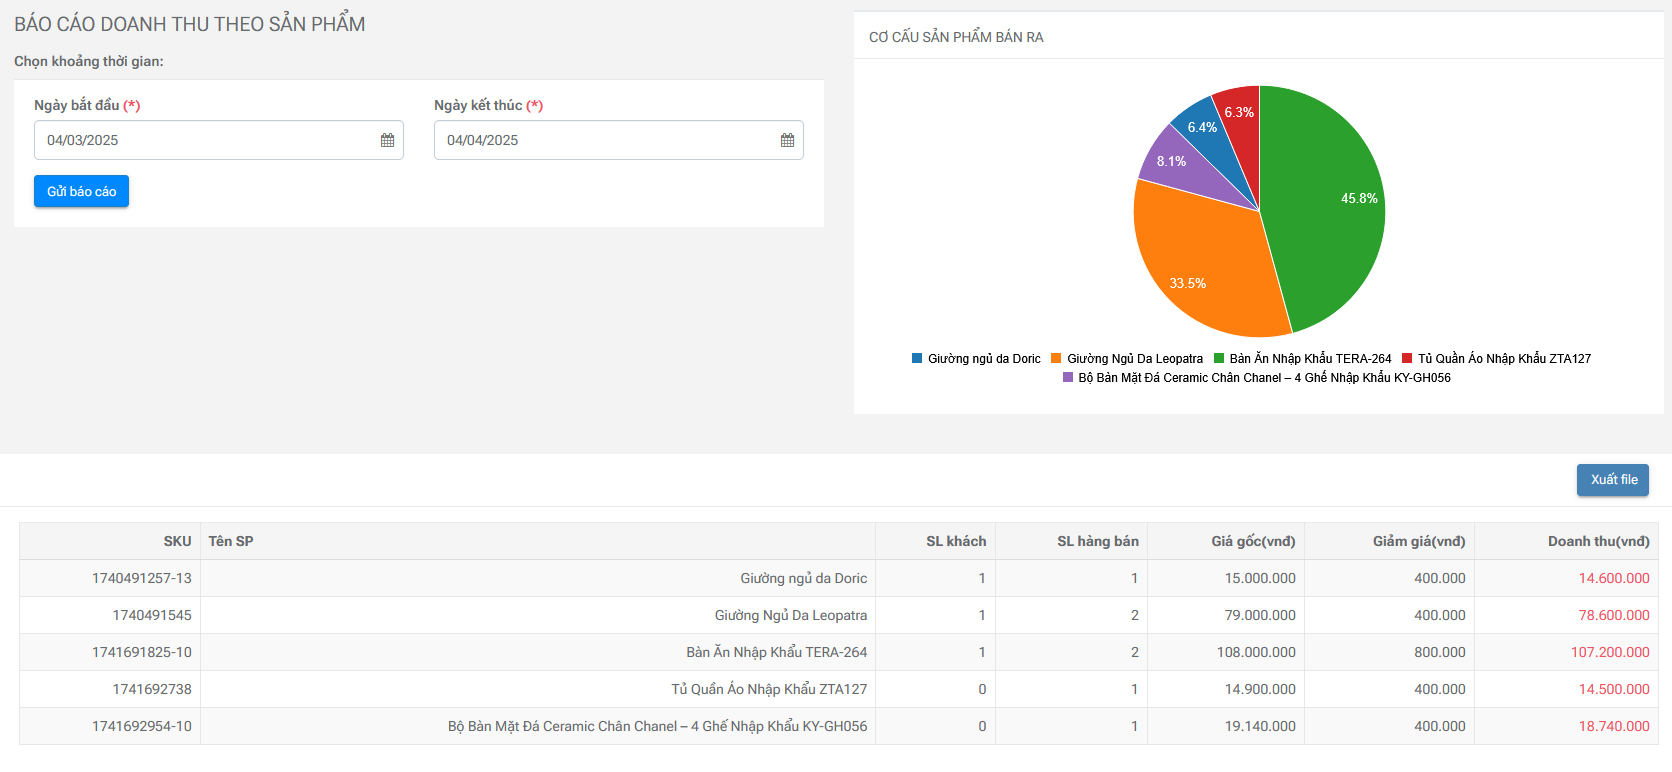 BÁO CÁO DOANH THU THEO SẢN PHẨM
Chọn khoảng thời gian:
Ngày bắt đầu (*)
Ngày kết thúc (*)
04/03/2025
04/04/2025
Gửi báo cáo
CƠ CẤU SẢN PHẨM BÁN RA
6.3%
6.4%
8.1%
45.8%
33.5%
Giường ngủ da Doric
Giường Ngủ Da Leopatra
Bàn Ăn Nhập Khẩu TERA-264
Tủ Quần Áo Nhập Khẩu ZTA127
Bộ Bàn Mặt Đá Ceramic Chân Chanel – 4 Ghế Nhập Khẩu KY-GH056
Xuất file
SKU Tên SP SL khách SL hàng bán Giá gốc(vnđ) Giảm giá(vnđ) Doanh thu(vnđ)
1740491257-13 Giường ngủ da Doric 1 1 15.000.000 400.000 14.600.000
1740491545 Giường Ngủ Da Leopatra 1 2 79.000.000 400.000 78.600.000
1741691825-10 Bàn Ăn Nhập Khẩu TERA-264 1 2 108.000.000 800.000 107.200.000
1741692738 Tủ Quần Áo Nhập Khẩu ZTA127 0 1 14.900.000 400.000 14.500.000
1741692954-10 Bộ Bàn Mặt Đá Ceramic Chân Chanel – 4 Ghế Nhập Khẩu KY-GH056 0 1 19.140.000 400.000 18.740.000